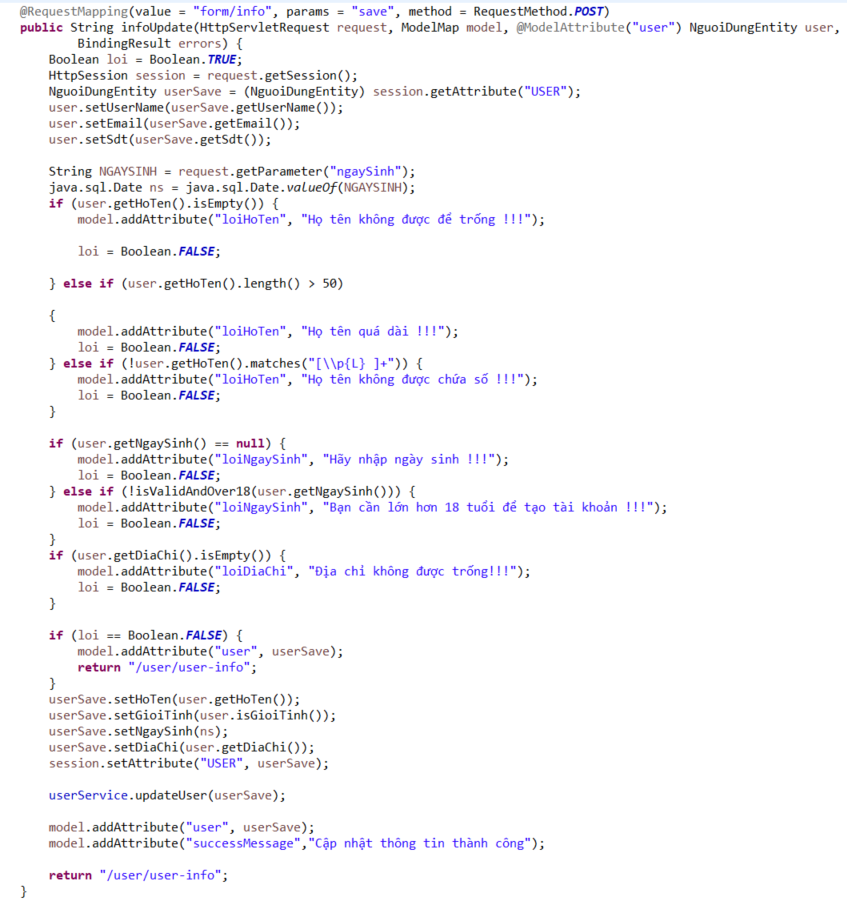 @RequestMapping(value = "form/info", params = "save", method = RequestMethod.POST)
public String infoUpdate(HttpServletRequest request, ModelMap model, @ModelAttribute("user") NguoiDungEntity user,
        BindingResult errors) {
    Boolean loi = Boolean.TRUE;
    HttpSession session = request.getSession();
    NguoiDungEntity userSave = (NguoiDungEntity) session.getAttribute("USER");
    user.setUserName(userSave.getUserName());
    user.setEmail(userSave.getEmail());
    user.setSdt(userSave.getSdt());

    String NGAYSINH = request.getParameter("ngaySinh");
    java.sql.Date ns = java.sql.Date.valueOf(NGAYSINH);
    if (user.getHoTen().isEmpty()) {
        model.addAttribute("loiHoTen", "Họ tên không được để trống !!!");

        loi = Boolean.FALSE;

    } else if (user.getHoTen().length() > 50)

    {
        model.addAttribute("loiHoTen", "Họ tên quá dài !!!");
        loi = Boolean.FALSE;
    } else if (!user.getHoTen().matches("[\\p{L} ]+")) {
        model.addAttribute("loiHoTen", "Họ tên không được chứa số !!!");
        loi = Boolean.FALSE;
    }

    if (user.getNgaySinh() == null) {
        model.addAttribute("loiNgaySinh", "Hãy nhập ngày sinh !!!");
        loi = Boolean.FALSE;
    } else if (!isValidAndOver18(user.getNgaySinh())) {
        model.addAttribute("loiNgaySinh", "Bạn cần lớn hơn 18 tuổi để tạo tài khoản !!!");
        loi = Boolean.FALSE;
    }
    if (user.getDiaChi().isEmpty()) {
        model.addAttribute("loiDiaChi", "Địa chỉ không được trống!!!");
        loi = Boolean.FALSE;
    }

    if (loi == Boolean.FALSE) {
        model.addAttribute("user", userSave);
        return "/user/user-info";
    }
    userSave.setHoTen(user.getHoTen());
    userSave.setGioiTinh(user.isGioiTinh());
    userSave.setNgaySinh(ns);
    userSave.setDiaChi(user.getDiaChi());
    session.setAttribute("USER", userSave);

    userService.updateUser(userSave);

    model.addAttribute("user", userSave);
    model.addAttribute("successMessage","Cập nhật thông tin thành công");

    return "/user/user-info";
}